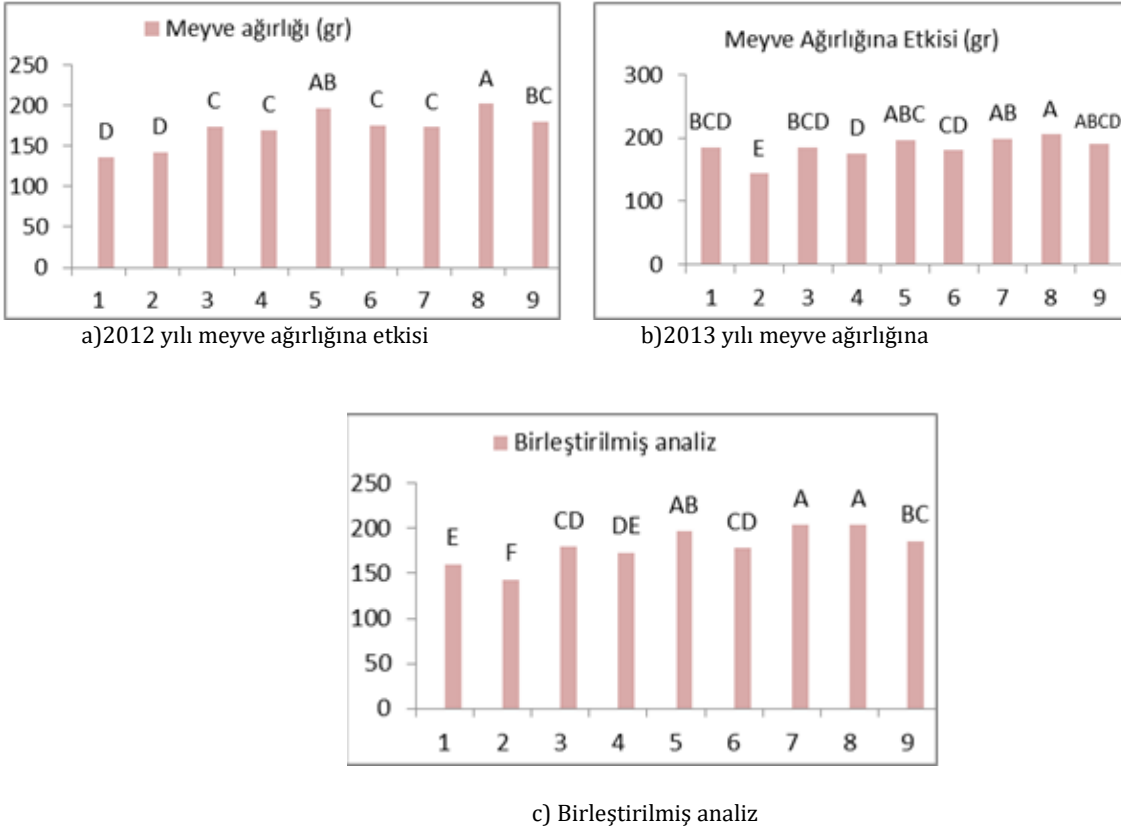 Meyve ağırlığı (gr)
250
200
150
100
50
0
D D C C AB C C A BC
1 2 3 4 5 6 7 8 9
a)2012 yılı meyve ağırlığına etkisi
Meyve Ağırlığına Etkisi (gr)
300
200
100
0
BCD E BCD D ABC CD AB A ABCD
1 2 3 4 5 6 7 8 9
b)2013 yılı meyve ağırlığına
Birleştirilmiş analiz
250
200
150
100
50
0
E F CD DE AB CD A A BC
1 2 3 4 5 6 7 8 9
c) Birleştirilmiş analiz